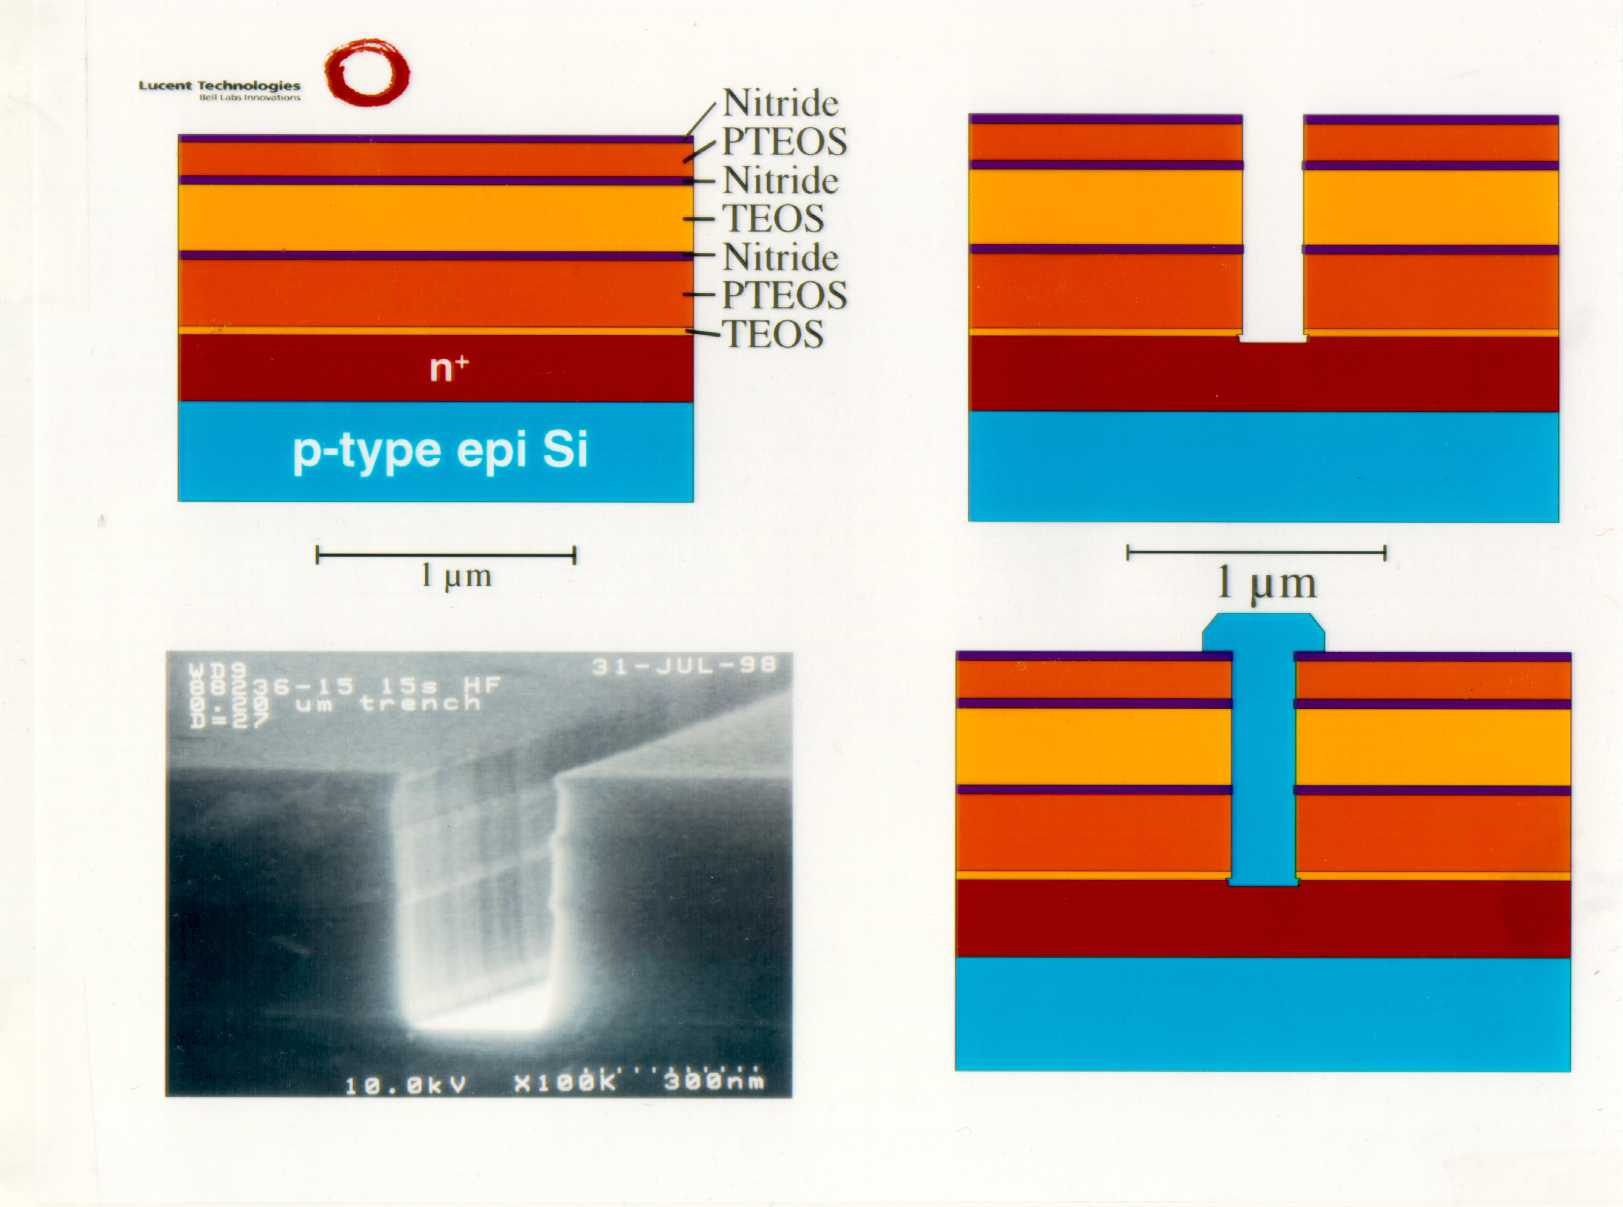 Lucent Technologies
Bell Labs Innovations
Nitride
PTEOS
Nitride
TEOS
Nitride
PTEOS
TEOS
n⁺
p-type epi Si
1 µm
1 µm
31-JUL-98
6-15 15s HF
um trench
10.0kV X100K 300nm